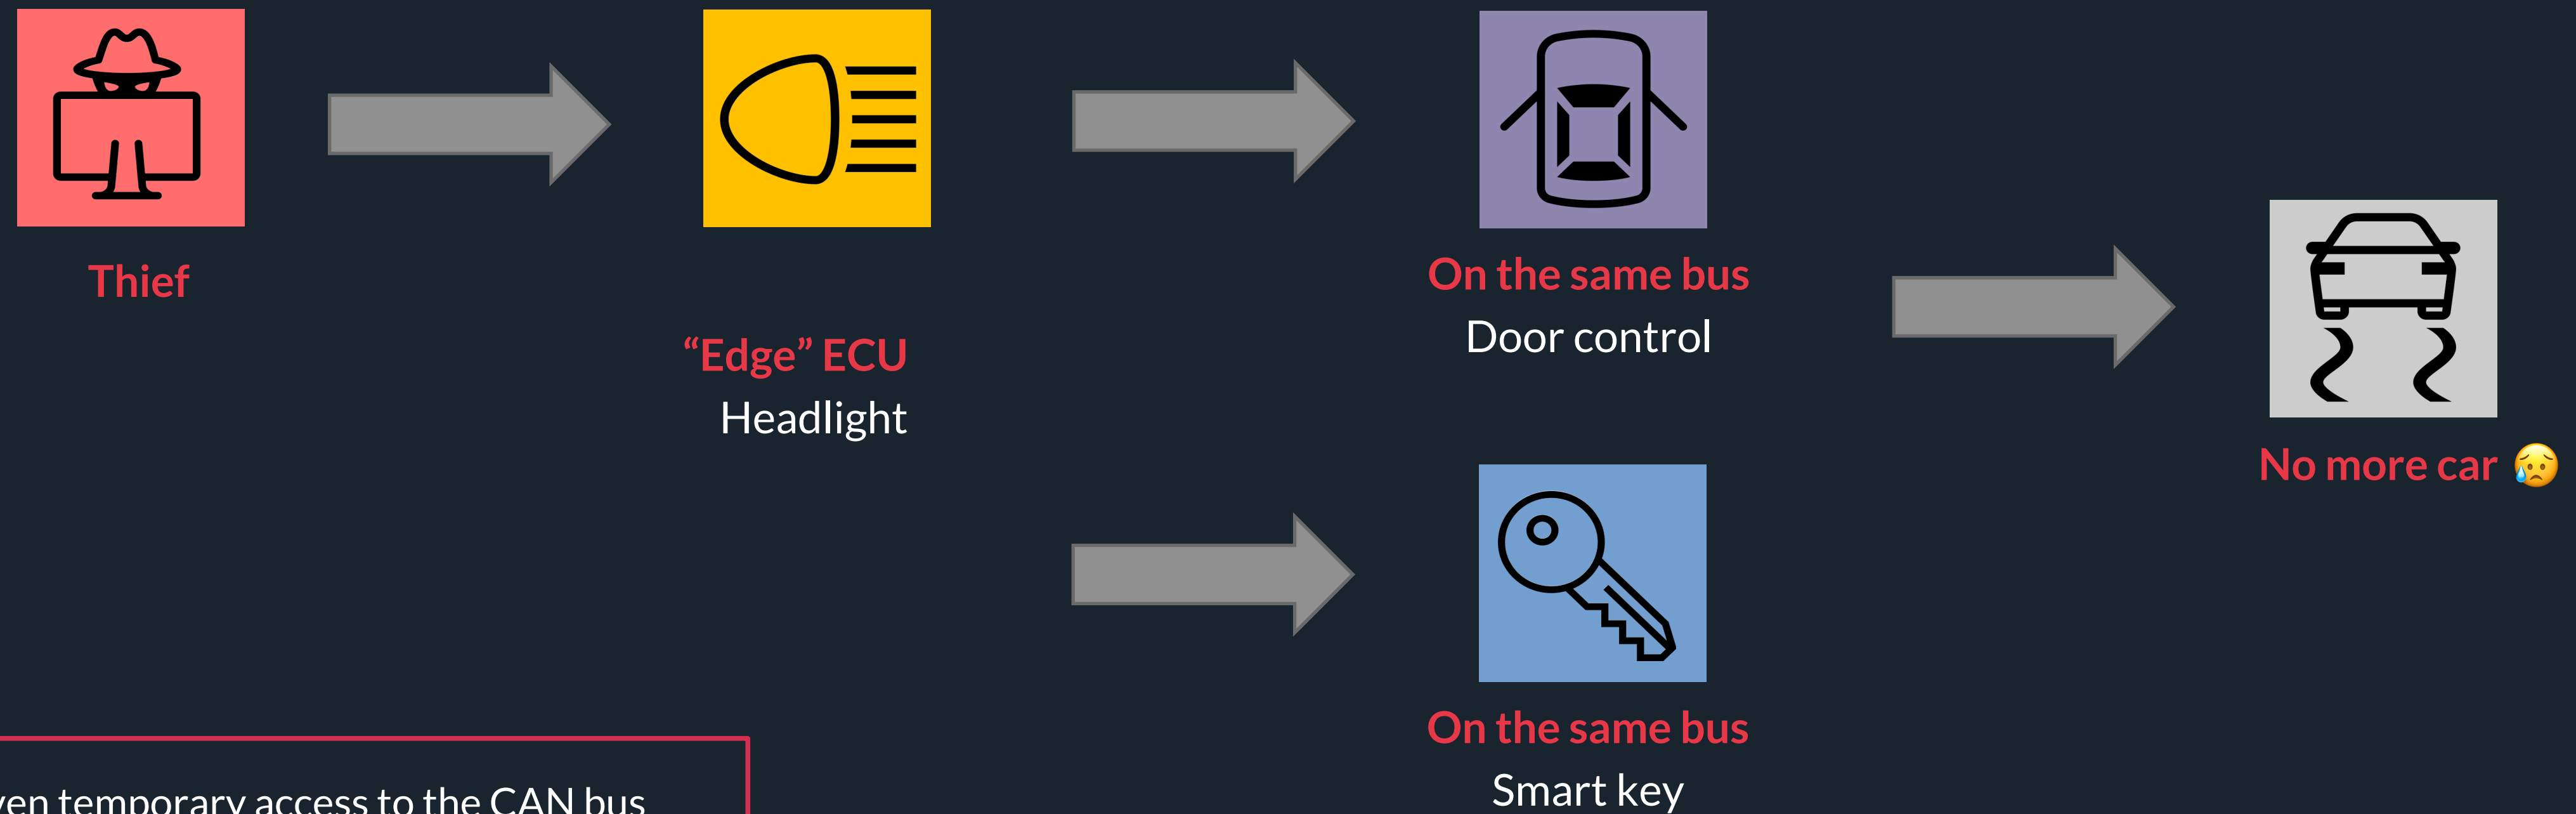 Thief
“Edge” ECU
Headlight
On the same bus
Door control
On the same bus
Smart key
No more car 😥
temporary access to the CAN bus